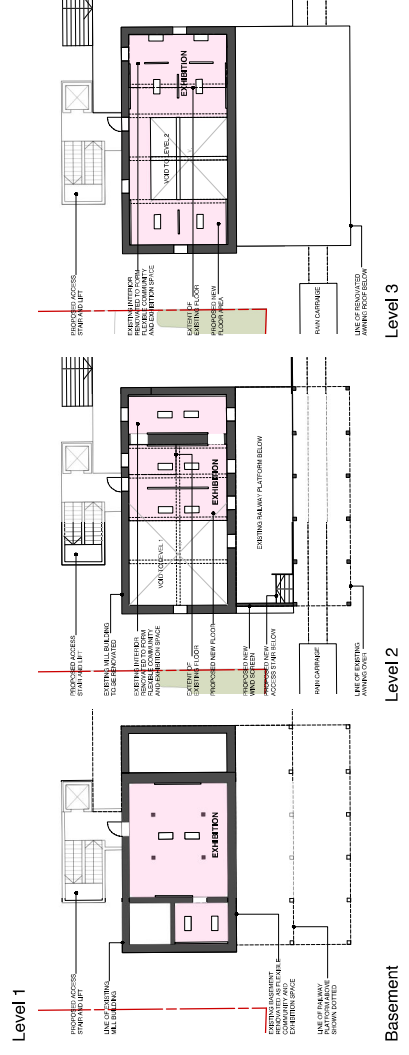 PROPOSED ACCESS
STAIR AND LIFT
EXISTING INTERIOR
RENOVATED TO FORM
FLEXIBLE COMMUNITY
AND EXHIBITION SPACE
EXTENT OF
EXISTING FLOOR
PROPOSED NEW
FLOOR AREA
EXHIBITION
VOID TO LEVEL 2
RAIN CARRAIGE
LINE OF RENOVATED
AWNING ROOF BELOW
Level 3
PROPOSED ACCESS
STAIR AND LIFT
EXISTING MILL BUILDING
TO BE RENOVATED
EXISTING INTERIOR
RENOVATED TO FORM
FLEXIBLE COMMUNITY
AND EXHIBITION SPACE
EXTENT OF
EXISTING FLOOR
PROPOSED NEW FLOOR
PROPOSED NEW
WIND SCREEN
PROPOSED NEW
ACCESS STAIR BELOW
VOID TO LEVEL 1
EXHIBITION
EXISTING RAILWAY PLATFORM BELOW
RAIN CARRAIGE
LINE OF EXISTING
AWNING OVER
Level 2
Level 1
PROPOSED ACCESS
STAIR AND LIFT
LINE OF EXISTING
MILL BUILDING
EXHIBITION
EXISTING BASEMENT
RENOVATED AS FLEXIBLE
COMMUNITY AND
EXHIBITION SPACE
LINE OF RAILWAY
PLATFORM ABOVE
SHOWN DOTTED
Basement